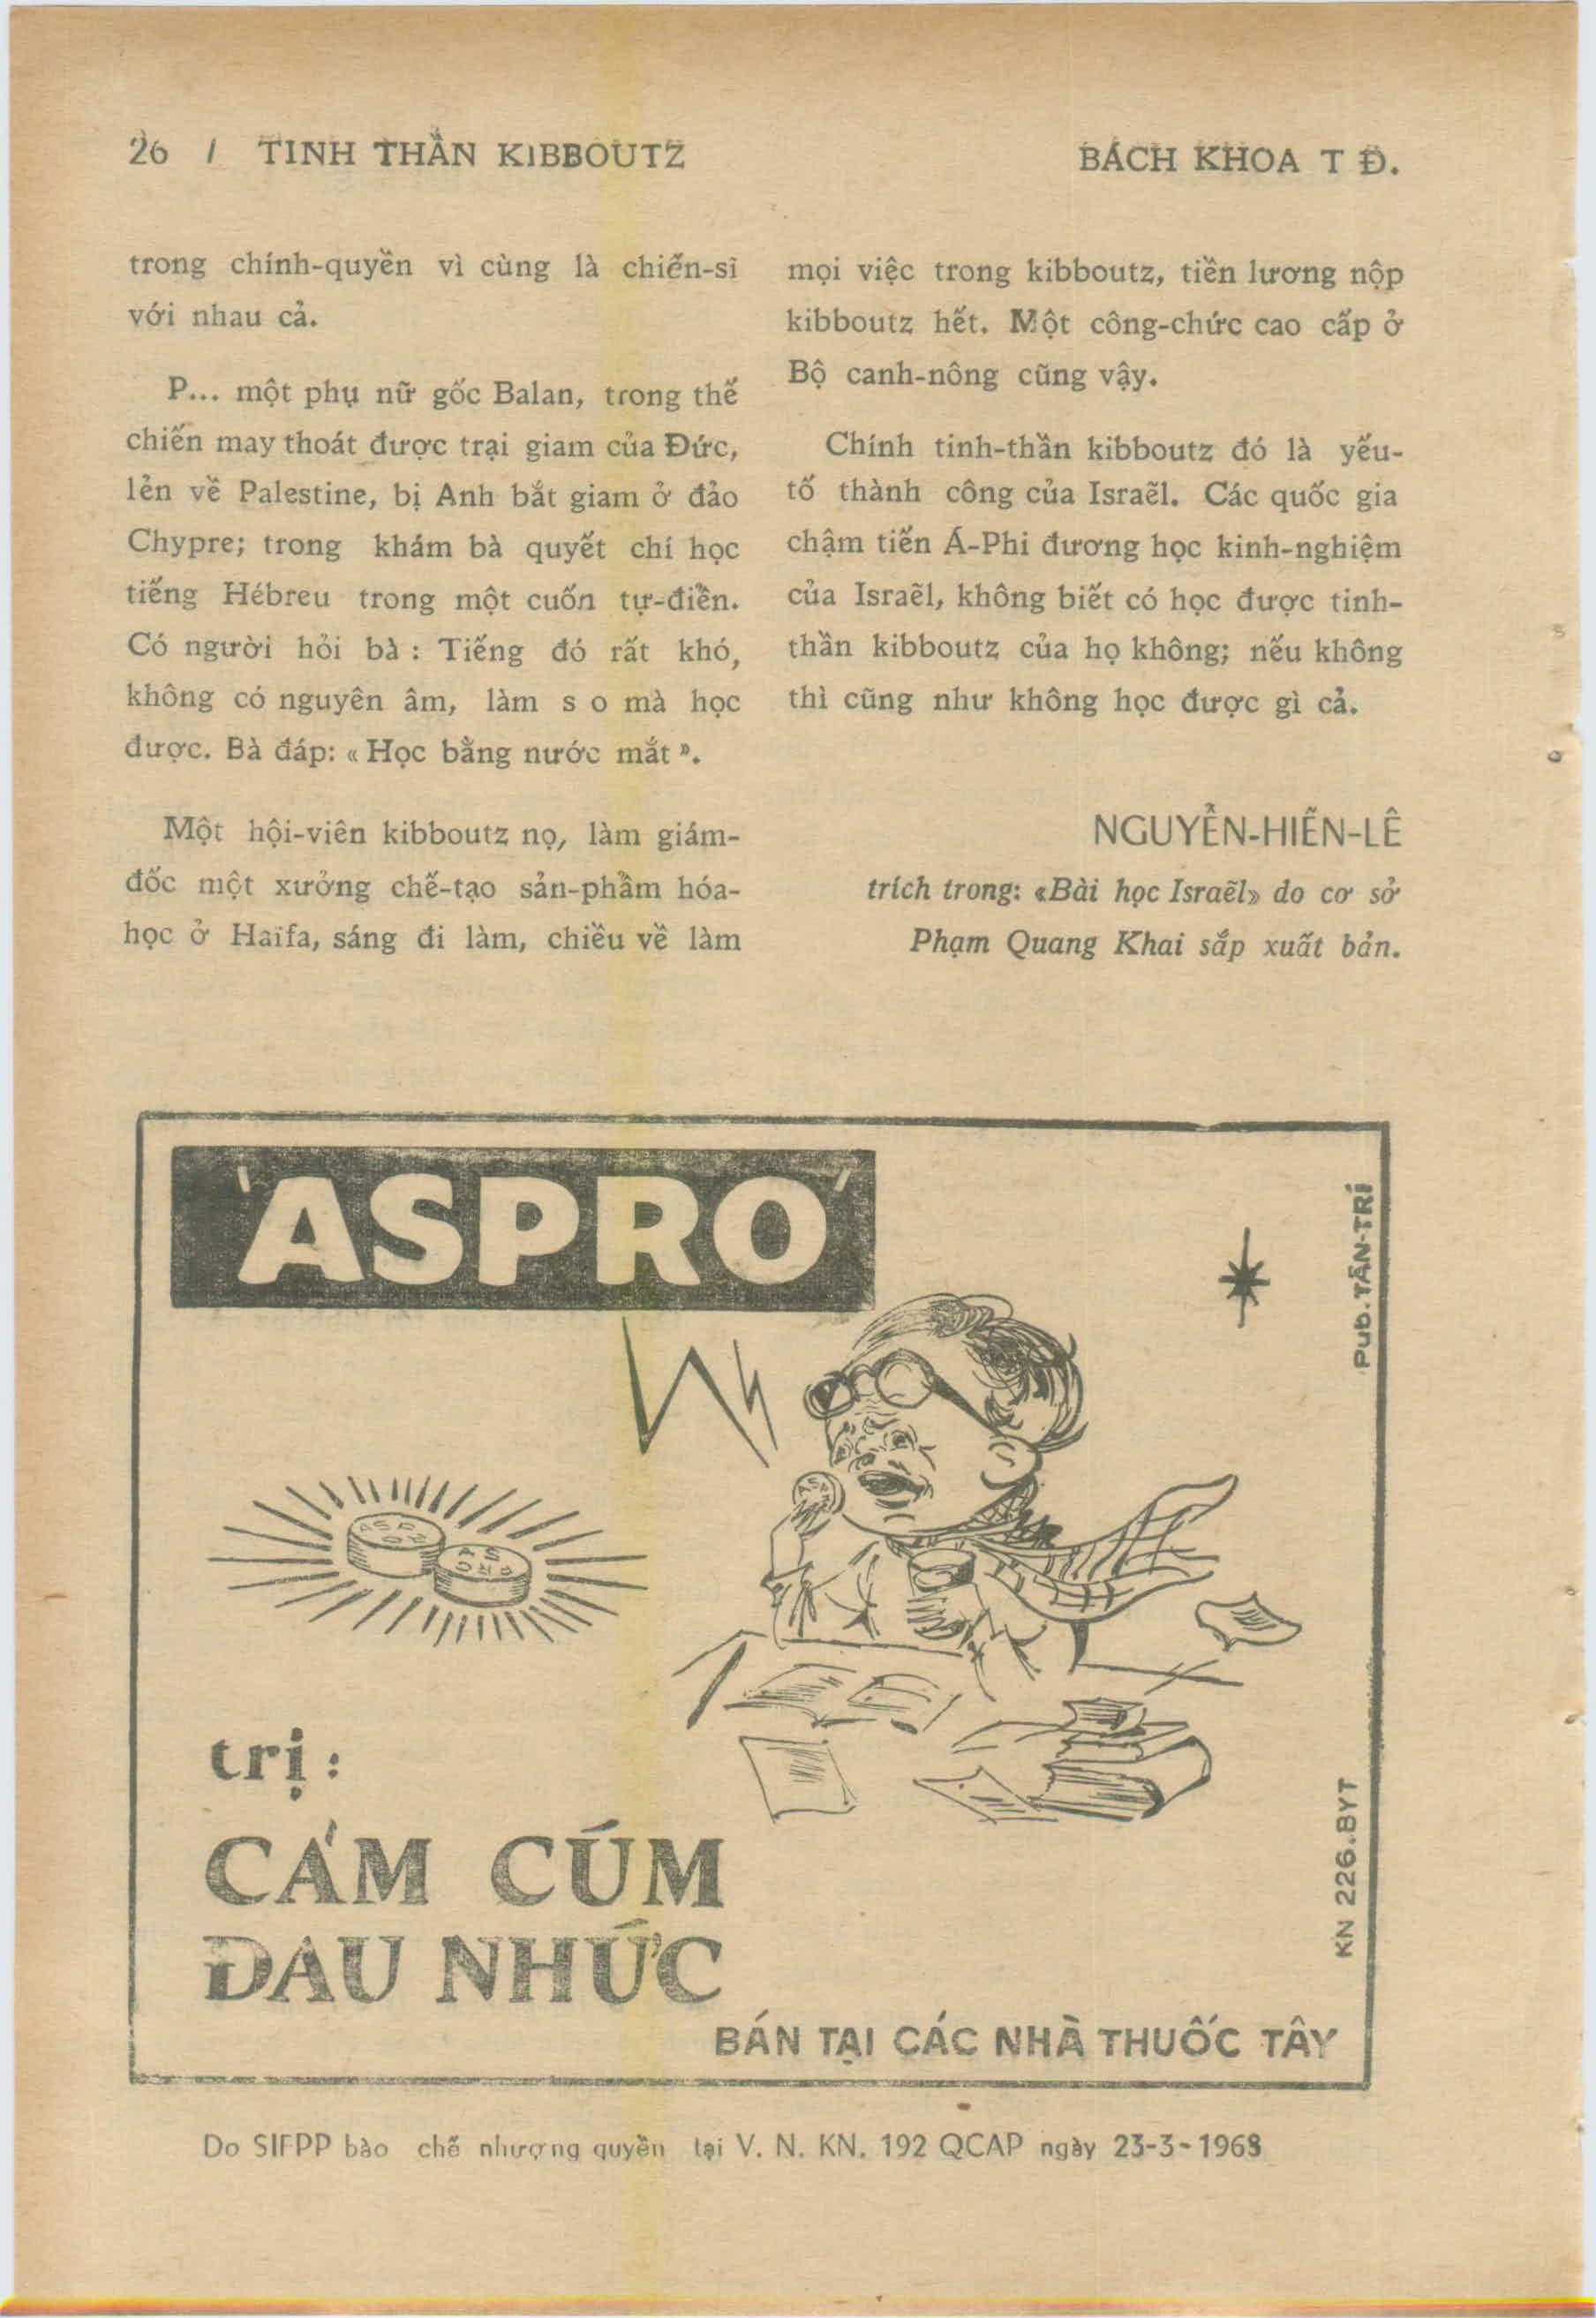 26 / TINH THẦN KIBBOUTZ
BÁCH KHOA T Đ.
trong chính-quyền vì cùng là chiến-sĩ
với nhau cả.
P... một phụ nữ gốc Balan, trong thế
chiến may thoát được trại giam của Đức,
lẻn về Palestine, bị Anh bắt giam ở đảo
Chypre; trong khám bà quyết chí học
tiếng Hébreu trong một cuốn tự-điển.
Có người hỏi bà : Tiếng đó rất khó,
không có nguyên âm, làm s o mà học
được. Bà đáp: « Học bằng nước mắt ».
Một hội-viên kibboutz nọ, làm giám-
đốc một xưởng chế-tạo sản-phẩm hóa-
học ở Haïfa, sáng đi làm, chiều về làm
mọi việc trong kibboutz, tiền lương nộp
kibboutz hết. Một công-chức cao cấp ở
Bộ canh-nông cũng vậy.
Chính tinh-thần kibboutz đó là yếu-
tố thành công của Israël. Các quốc gia
chậm tiến Á-Phi đương học kinh-nghiệm
của Israël, không biết có học được tinh-
thần kibboutz của họ không; nếu không
thì cũng như không học được gì cả.
NGUYỄN-HIẾN-LÊ
trích trong: «Bài học Israël» do cơ sở
Phạm Quang Khai sắp xuất bản.
'ASPRO'
Pub. TÂN-TRÍ
ASPRO
ASPRO
trị :
CẢM CÚM
ĐAU NHỨC
KN 226.BYT
BÁN TẠI CÁC NHÀ THUỐC TÂY
Do SIFPP bào chế nhượng quyền tại V. N. KN. 192 QCAP ngày 23-3-1968